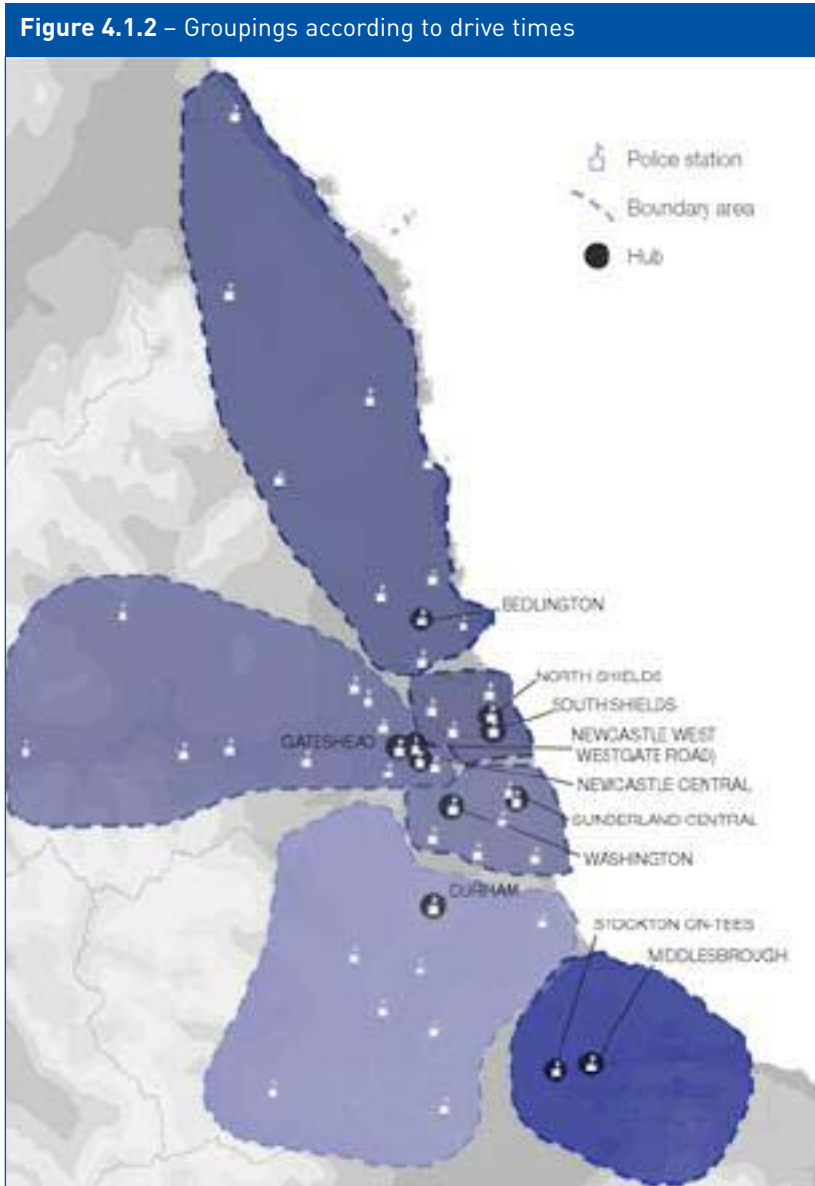 Figure 4.1.2 – Groupings according to drive times
Police station
Boundary area
Hub
BEDLINGTON
NORTH SHIELDS
SOUTH SHIELDS
GATESHEAD
NEWCASTLE WEST
WESTGATE ROAD)
NEWCASTLE CENTRAL
SUNDERLAND CENTRAL
WASHINGTON
DURHAM
STOCKTON ON-TEES
MIDDLESBROUGH